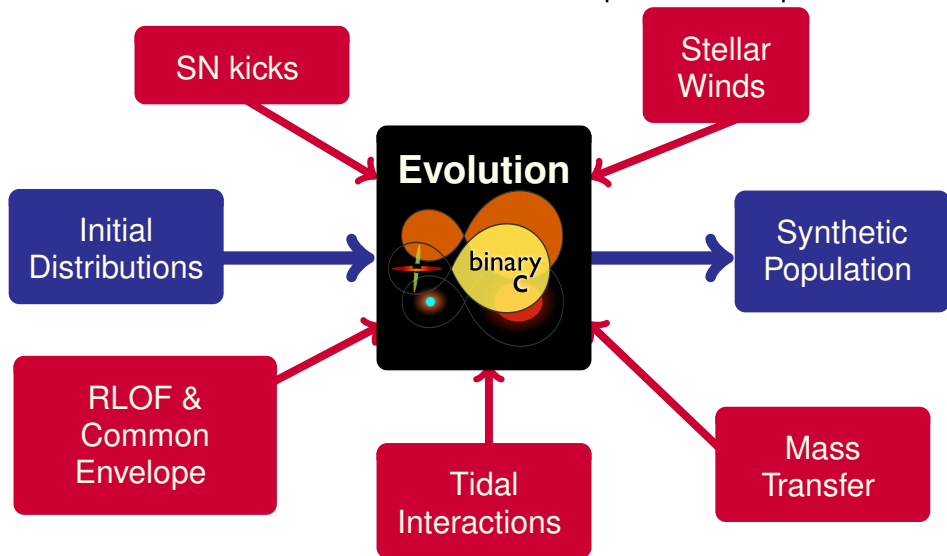 SN kicks
Stellar
Winds
Evolution
Initial
Distributions
binary
c
Synthetic
Population
RLOF &
Common
Envelope
Tidal
Interactions
Mass
Transfer